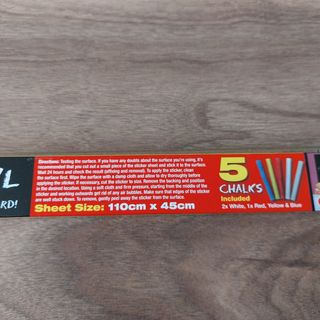 YL
ARD!
Directions: Testing the surface. If you have any doubts about the surface you're using, it's
recommended that you cut out a small piece of the sticker sheet and stick it to the surface.
Wait 24 hours and check the result (affixing and removal). To apply the sticker, clean
the surface first. Wipe the surface with a damp cloth and allow to dry thoroughly before
applying the sticker. If necessary, cut the sticker to size. Remove the backing and position
in the desired location. Using a soft cloth and firm pressure, starting from the middle of the
sticker and working outwards get rid of any air bubbles. Make sure that edges of the sticker
are well stuck down. To remove, gently peel away the sticker from the surface.
Sheet Size: 110cm x 45cm
5
CHALKS
Included
2x White, 1x Red, Yellow & Blue